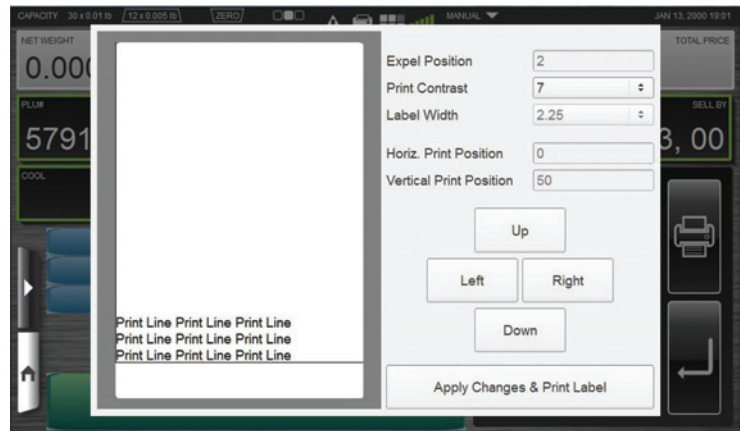 CAPACITY 30 x 0.01 lb 12 x 0.005 lb ZERO MANUAL JAN 13, 2000 19:01
NET WEIGHT TOTAL PRICE
0.000
PLU# SELL BY
5791 3, 00
COOL
Expel Position 2
Print Contrast 7
Label Width 2.25
Horiz. Print Position 0
Vertical Print Position 50
Up
Left Right
Down
Apply Changes & Print Label
Print Line Print Line Print Line
Print Line Print Line Print Line
Print Line Print Line Print Line